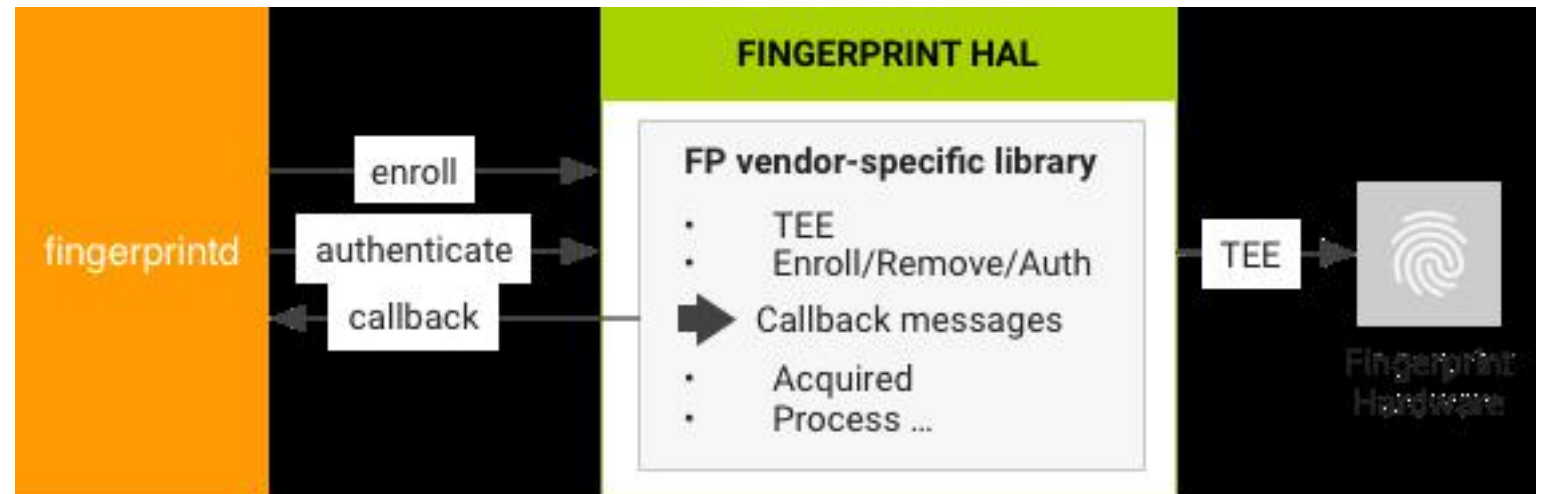 FINGERPRINT HAL
fingerprintd
enroll
authenticate
callback
FP vendor-specific library
• TEE
• Enroll/Remove/Auth
Callback messages
• Acquired
• Process ...
TEE
Fingerprint
Hardware